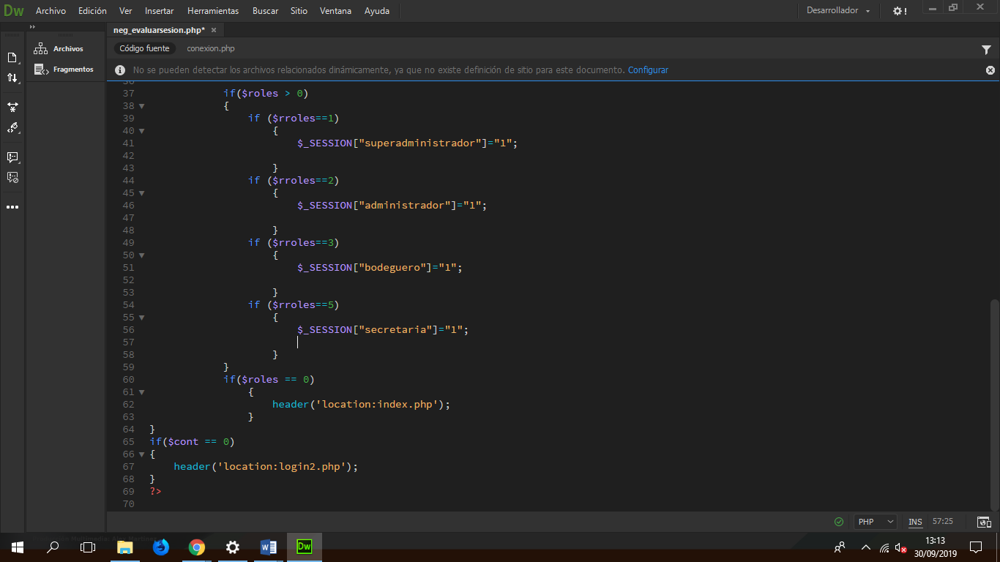 Dw Archivo Edición Ver Insertar Herramientas Buscar Sitio Ventana Ayuda Desarrollador !
neg_evaluarsesion.php* ×
Archivos
Fragmentos
Código fuente conexion.php
No se pueden detectar los archivos relacionados dinámicamente, ya que no existe definición de sitio para este documento. Configurar
36
37 if($roles > 0)
38 {
39 if ($rroles==1)
40 {
41 $_SESSION["superadministrador"]="1";
42
43 }
44 if ($rroles==2)
45 {
46 $_SESSION["administrador"]="1";
47
48 }
49 if ($rroles==3)
50 {
51 $_SESSION["bodeguero"]="1";
52
53 }
54 if ($rroles==5)
55 {
56 $_SESSION["secretaria"]="1";
57
58 }
59 }
60 if($roles == 0)
61 {
62 header('location:index.php');
63 }
64 }
65 if($cont == 0)
66 {
67 header('location:login2.php');
68 }
69 ?>
70
PHP INS 57:25
Dw
13:13
30/09/2019